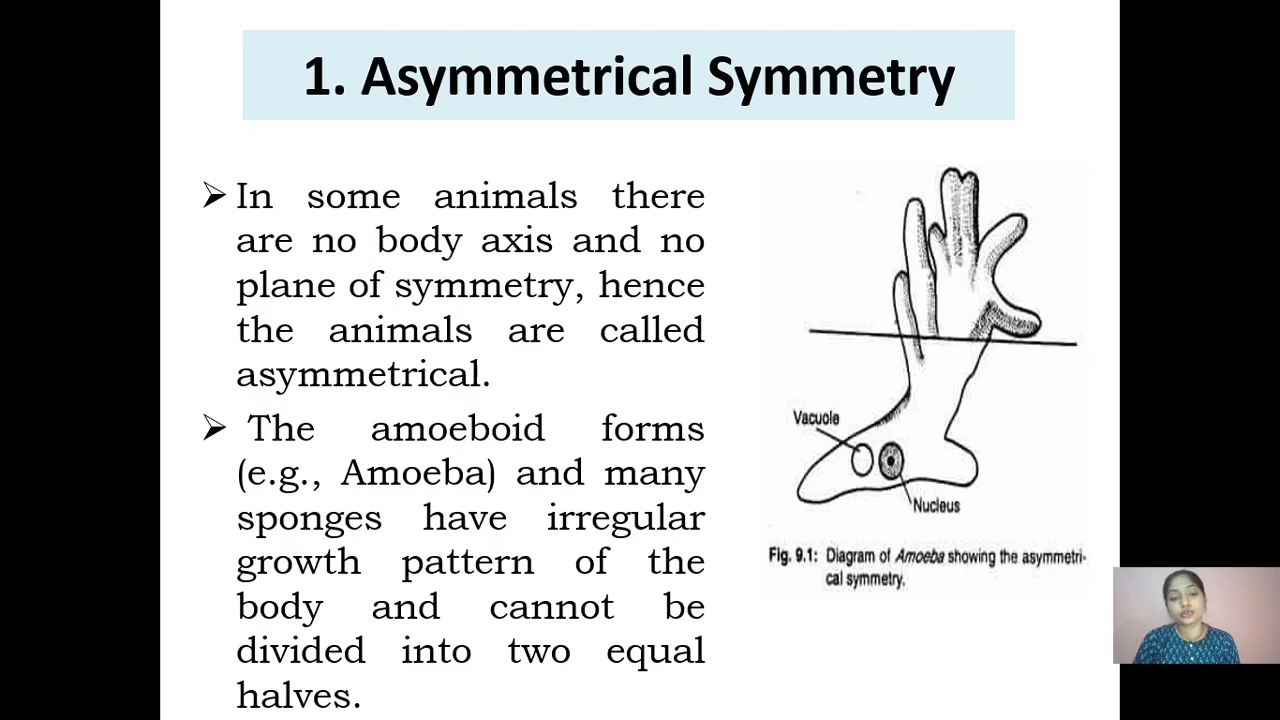 1. Asymmetrical Symmetry
➢ In some animals there
are no body axis and no
plane of symmetry, hence
the animals are called
asymmetrical.
➢ The amoeboid forms
(e.g., Amoeba) and many
sponges have irregular
growth pattern of the
body and cannot be
divided into two equal
halves.
Vacuole
Nucleus
Fig. 9.1: Diagram of Amoeba showing the asymmetri-
cal symmetry.